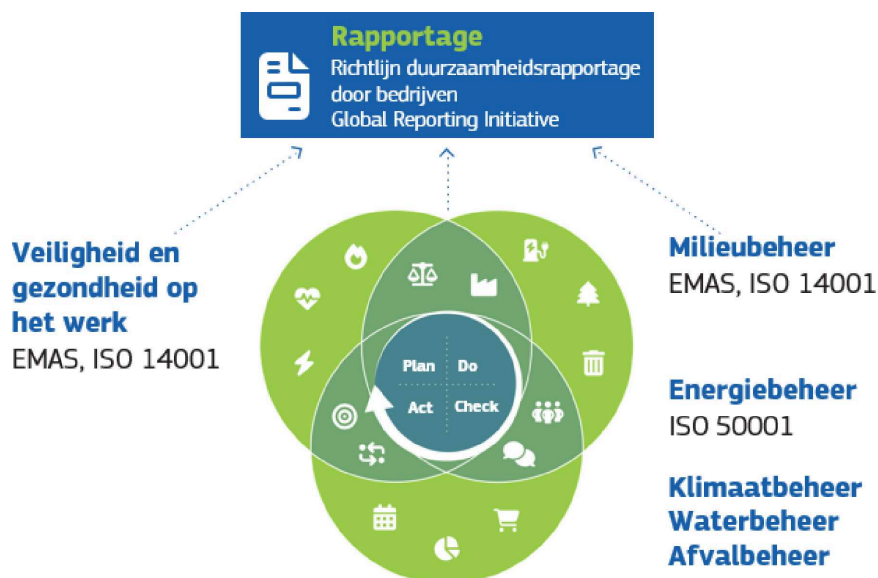 Rapportage
Richtlijn duurzaamheidsrapportage
door bedrijven
Global Reporting Initiative
Veiligheid en
gezondheid op
het werk
EMAS, ISO 14001
Plan Do
Act Check
Milieubeheer
EMAS, ISO 14001
Energiebeheer
ISO 50001
Klimaatbeheer
Waterbeheer
Afvalbeheer